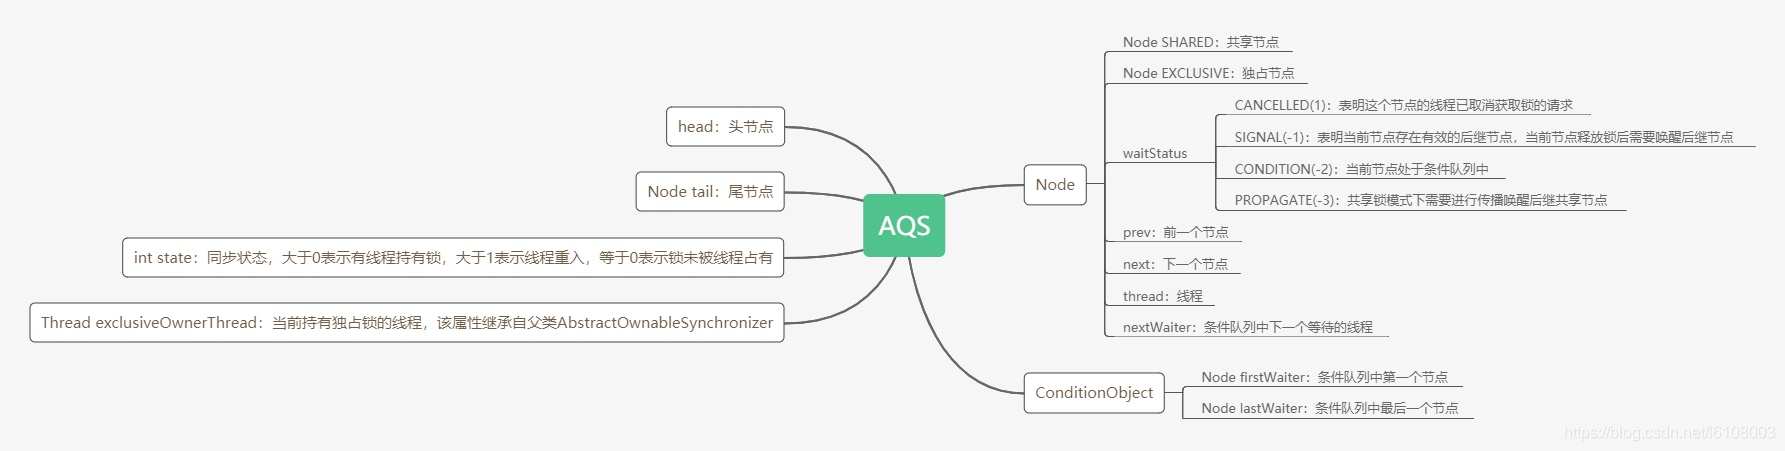 AQS
head：头节点
Node tail：尾节点
int state：同步状态，大于0表示有线程持有锁，大于1表示线程重入，等于0表示锁未被线程占有
Thread exclusiveOwnerThread：当前持有独占锁的线程，该属性继承自父类AbstractOwnableSynchronizer
Node
Node SHARED：共享节点
Node EXCLUSIVE：独占节点
waitStatus
CANCELLED(1)：表明这个节点的线程已取消获取锁的请求
SIGNAL(-1)：表明当前节点存在有效的后继节点，当前节点释放锁后需要唤醒后继节点
CONDITION(-2)：当前节点处于条件队列中
PROPAGATE(-3)：共享锁模式下需要进行传播唤醒后继共享节点
prev：前一个节点
next：下一个节点
thread：线程
nextWaiter：条件队列中下一个等待的线程
ConditionObject
Node firstWaiter：条件队列中第一个节点
Node lastWaiter：条件队列中最后一个节点
https://blog.csdn.net/l6108003